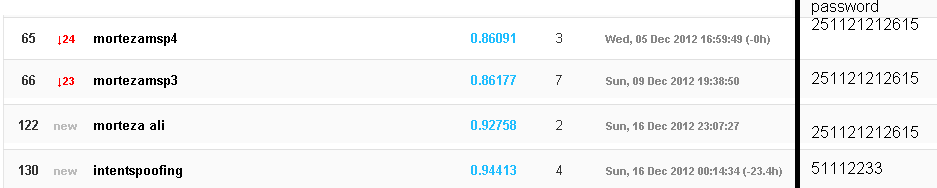 password
65 ↓24 mortezamsp4 0.86091 3 Wed, 05 Dec 2012 16:59:49 (-0h) 251121212615
66 ↓23 mortezamsp3 0.86177 7 Sun, 09 Dec 2012 19:38:50 251121212615
122 new morteza ali 0.92758 2 Sun, 16 Dec 2012 23:07:27 251121212615
130 new intentspoofing 0.94413 4 Sun, 16 Dec 2012 00:14:34 (-23.4h) 51112233